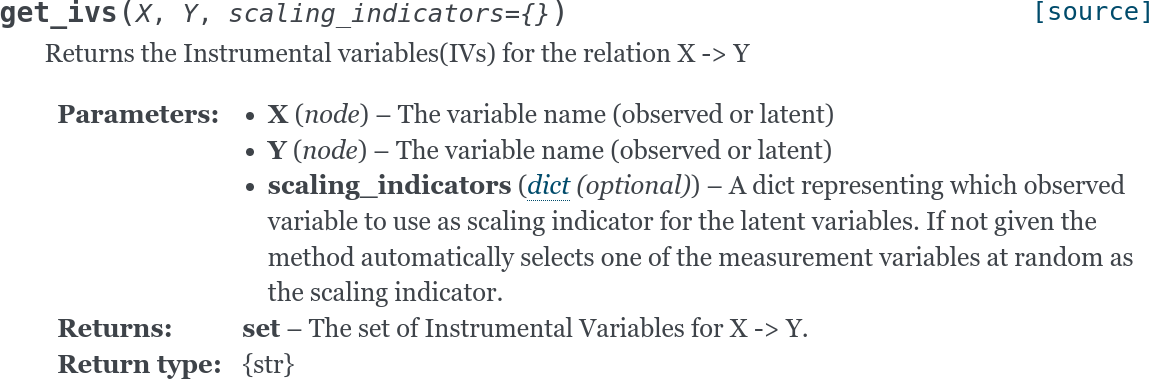 get_ivs(X, Y, scaling_indicators={}) [source]
Returns the Instrumental variables(IVs) for the relation X -> Y
Parameters: • X (node) – The variable name (observed or latent)
• Y (node) – The variable name (observed or latent)
• scaling_indicators (dict (optional)) – A dict representing which observed
variable to use as scaling indicator for the latent variables. If not given the
method automatically selects one of the measurement variables at random as
the scaling indicator.
Returns: set – The set of Instrumental Variables for X -> Y.
Return type: {str}